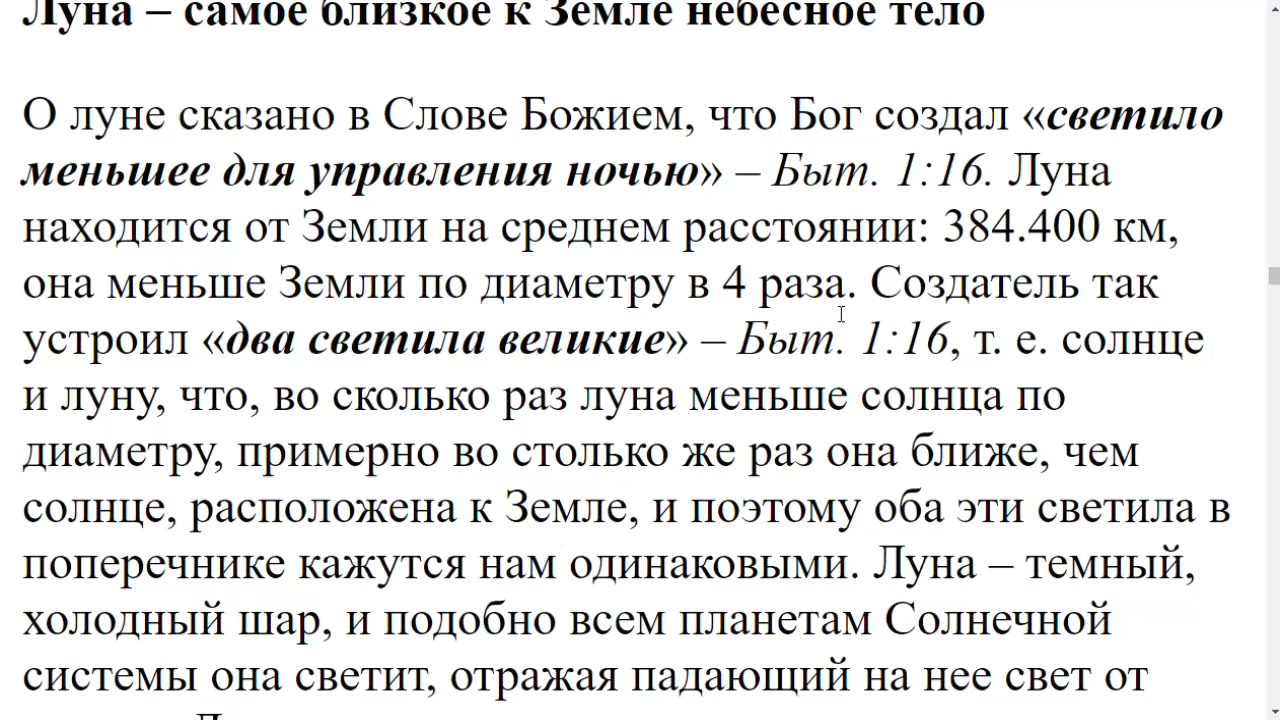 Луна – самое близкое к Земле небесное тело
О луне сказано в Слове Божием, что Бог создал «светило
меньшее для управления ночью» – Быт. 1:16. Луна
находится от Земли на среднем расстоянии: 384.400 км,
она меньше Земли по диаметру в 4 раза. Создатель так
устроил «два светила великие» – Быт. 1:16, т. е. солнце
и луну, что, во сколько раз луна меньше солнца по
диаметру, примерно во столько же раз она ближе, чем
солнце, расположена к Земле, и поэтому оба эти светила в
поперечнике кажутся нам одинаковыми. Луна – темный,
холодный шар, и подобно всем планетам Солнечной
системы она светит, отражая падающий на нее свет от